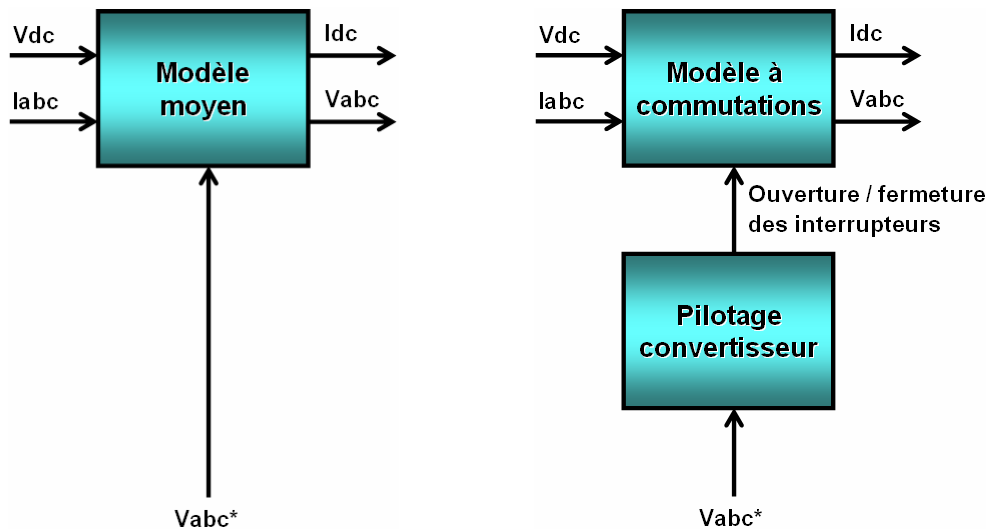 Vdc
Iabc
Modèle
moyen
Idc
Vabc
Vabc*
Vdc
Iabc
Modèle à
commutations
Idc
Vabc
Ouverture / fermeture
des interrupteurs
Pilotage
convertisseur
Vabc*